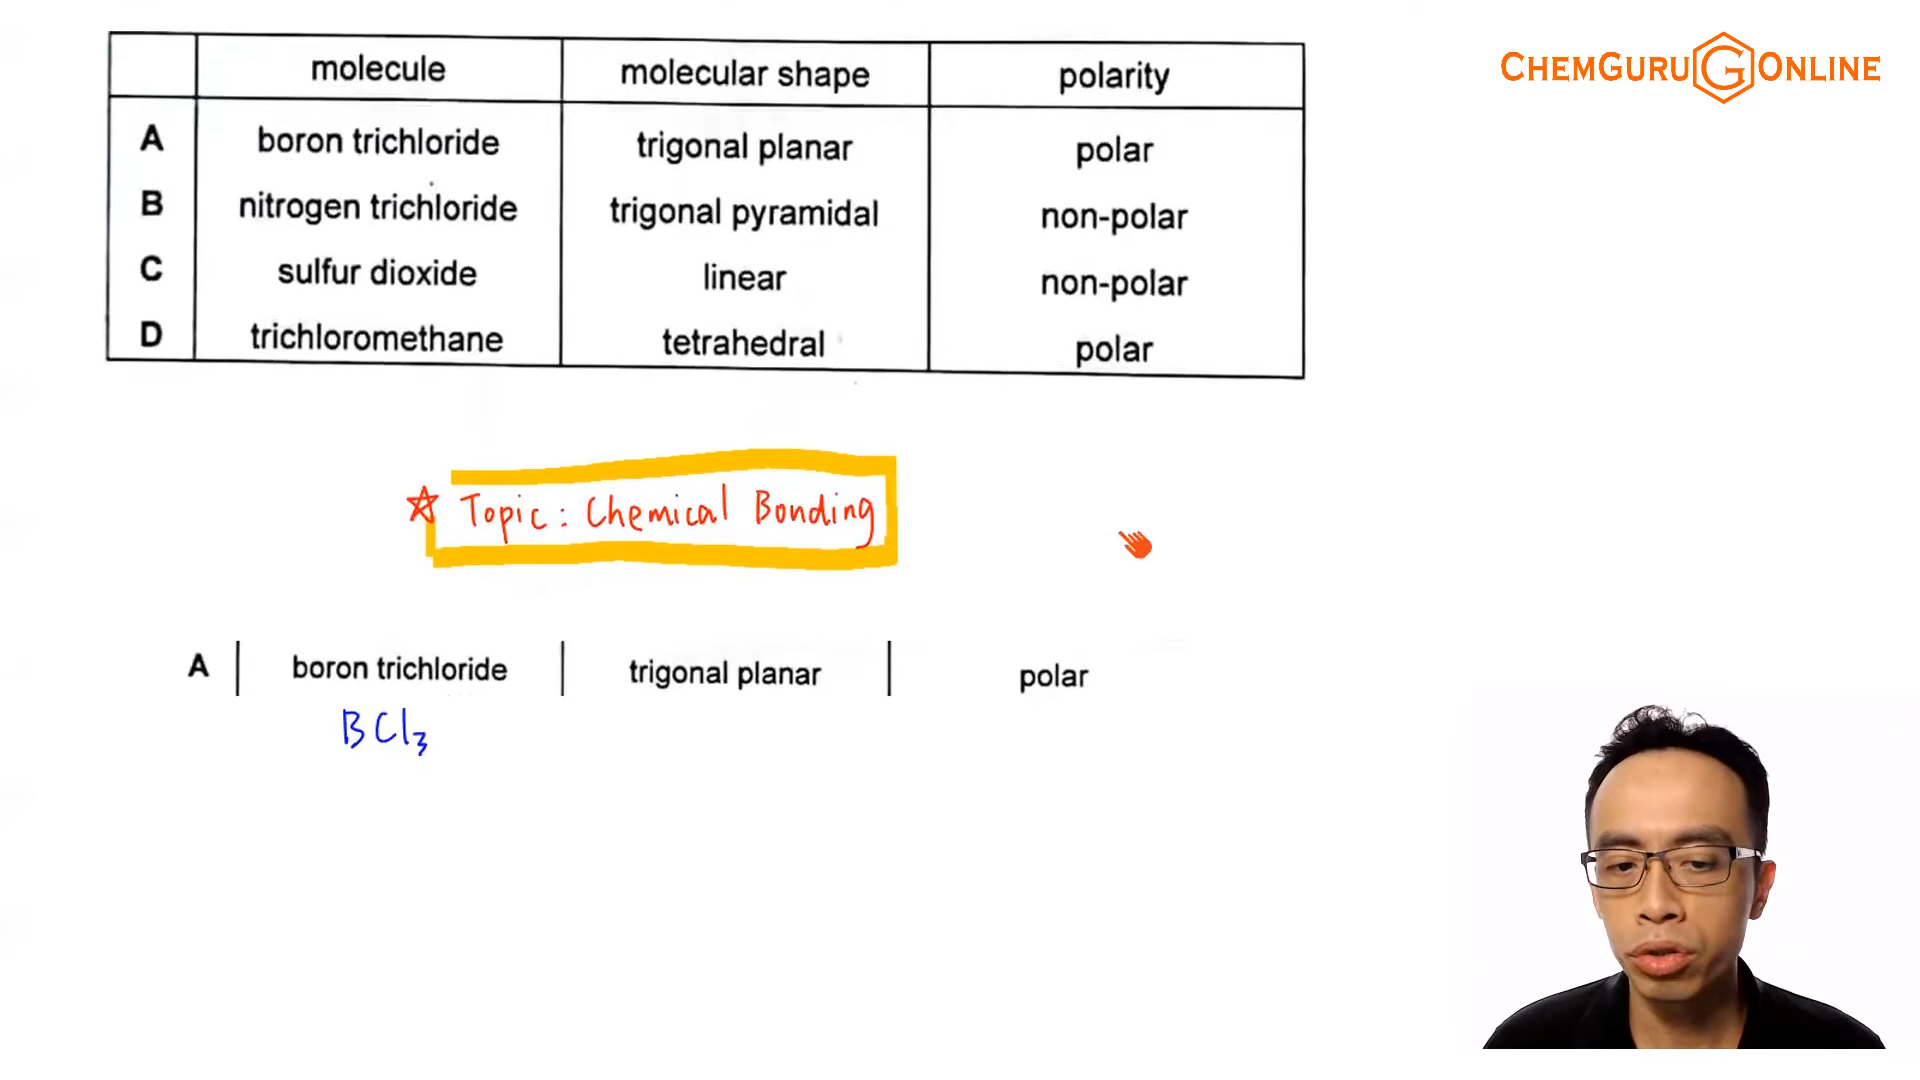 CHEMGURU G ONLINE
molecule molecular shape polarity
A boron trichloride trigonal planar polar
B nitrogen trichloride trigonal pyramidal non-polar
C sulfur dioxide linear non-polar
D trichloromethane tetrahedral polar
Topic: Chemical Bonding
A boron trichloride trigonal planar polar
BCl3